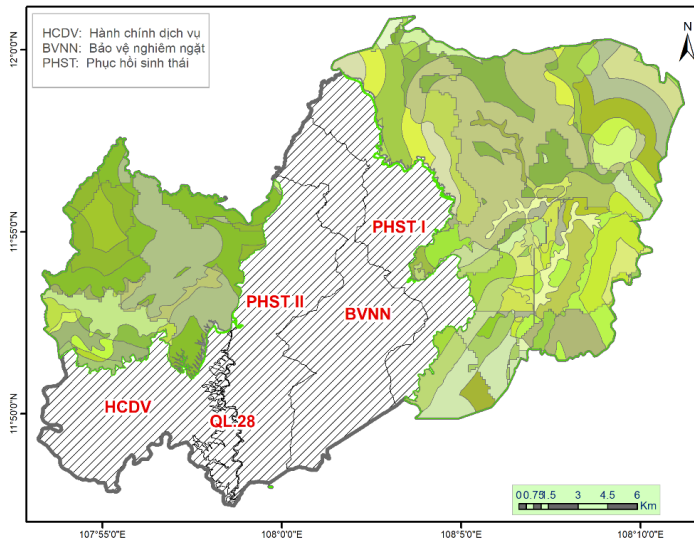 HCDV: Hành chính dịch vụ
BVNN: Bảo vệ nghiêm ngặt
PHST: Phục hồi sinh thái
N
12°0'0"N
11°55'0"N
11°50'0"N
PHST I
PHST II
BVNN
HCDV
QL.28
0 0.75 1.5 3 4.5 6
Km
107°55'0"E
108°0'0"E
108°5'0"E
108°10'0"E